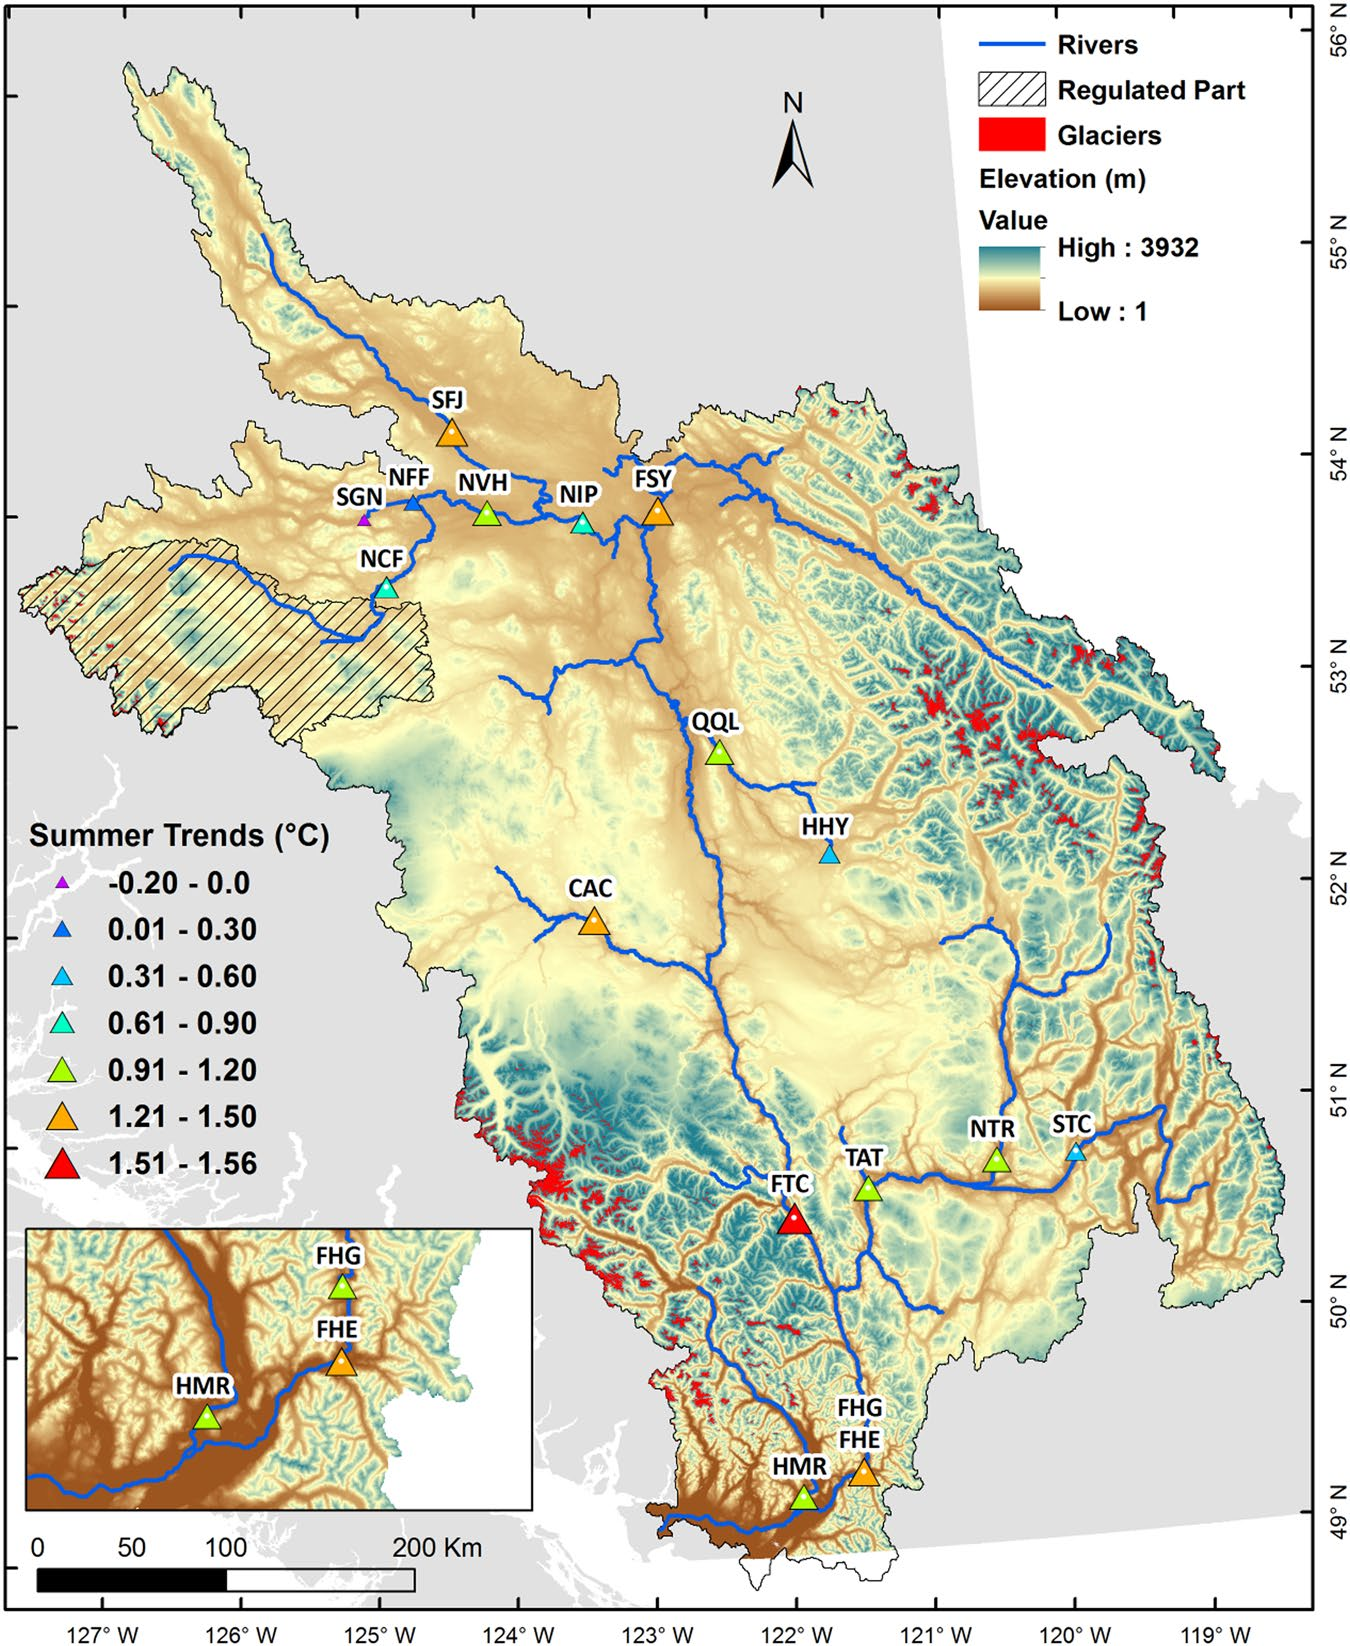 Rivers
Regulated Part
Glaciers
Elevation (m)
Value
High : 3932
Low : 1
N
56° N
55° N
54° N
53° N
52° N
51° N
50° N
49° N
SFJ
NFF
SGN
NVH
NIP
FSY
NCF
QQL
HHY
CAC
NTR
STC
TAT
FTC
FHG
FHE
HMR
Summer Trends (°C)
-0.20 - 0.0
0.01 - 0.30
0.31 - 0.60
0.61 - 0.90
0.91 - 1.20
1.21 - 1.50
1.51 - 1.56
FHG
FHE
HMR
0 50 100 200 Km
127° W 126° W 125° W 124° W 123° W 122° W 121° W 120° W 119° W